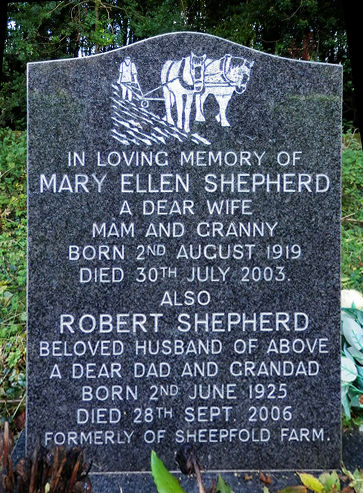 IN LOVING MEMORY OF
MARY ELLEN SHEPHERD
A DEAR WIFE
MAM AND GRANNY
BORN 2ND AUGUST 1919
DIED 30TH JULY 2003.
ALSO
ROBERT SHEPHERD
BELOVED HUSBAND OF ABOVE
A DEAR DAD AND GRANDAD
BORN 2ND JUNE 1925
DIED 28TH SEPT. 2006
FORMERLY OF SHEEPFOLD FARM.